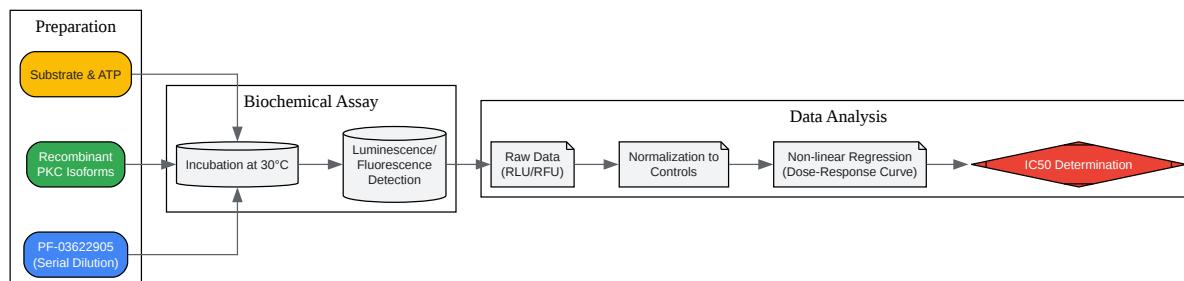 Preparation
Substrate & ATP
Recombinant
PKC Isoforms
PF-03622905
(Serial Dilution)
Biochemical Assay
Incubation at 30°C
Luminescence/
Fluorescence
Detection
Data Analysis
Raw Data
(RLU/RFU)
Normalization to
Controls
Non-linear Regression
(Dose-Response Curve)
IC50 Determination